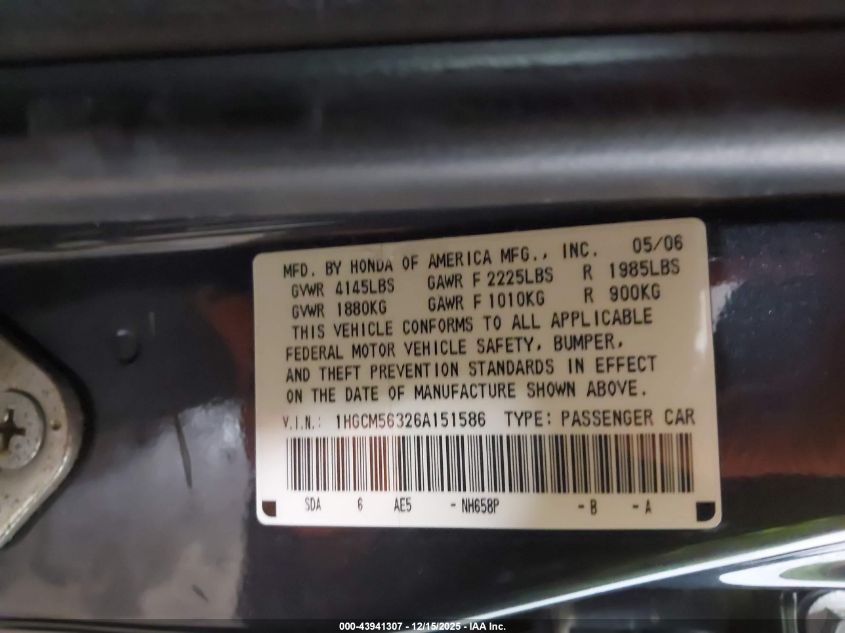 MFD. BY HONDA OF AMERICA MFG., INC. 05/06
GVWR 4145LBS GAWR F 2225LBS R 1985LBS
GVWR 1880KG GAWR F 1010KG R 900KG
THIS VEHICLE CONFORMS TO ALL APPLICABLE
FEDERAL MOTOR VEHICLE SAFETY, BUMPER,
AND THEFT PREVENTION STANDARDS IN EFFECT
ON THE DATE OF MANUFACTURE SHOWN ABOVE.
V.I.N.: 1HGCM56326A151586 TYPE: PASSENGER CAR
SDA 6 AE5 - NH658P - B - A
000-43941307 - 12/15/2025 - IAA Inc.